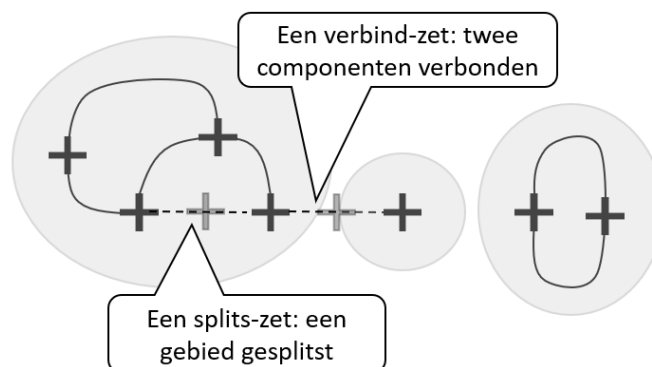 Een verbind-zet: twee
componenten verbonden
Een splits-zet: een
gebied gesplitst